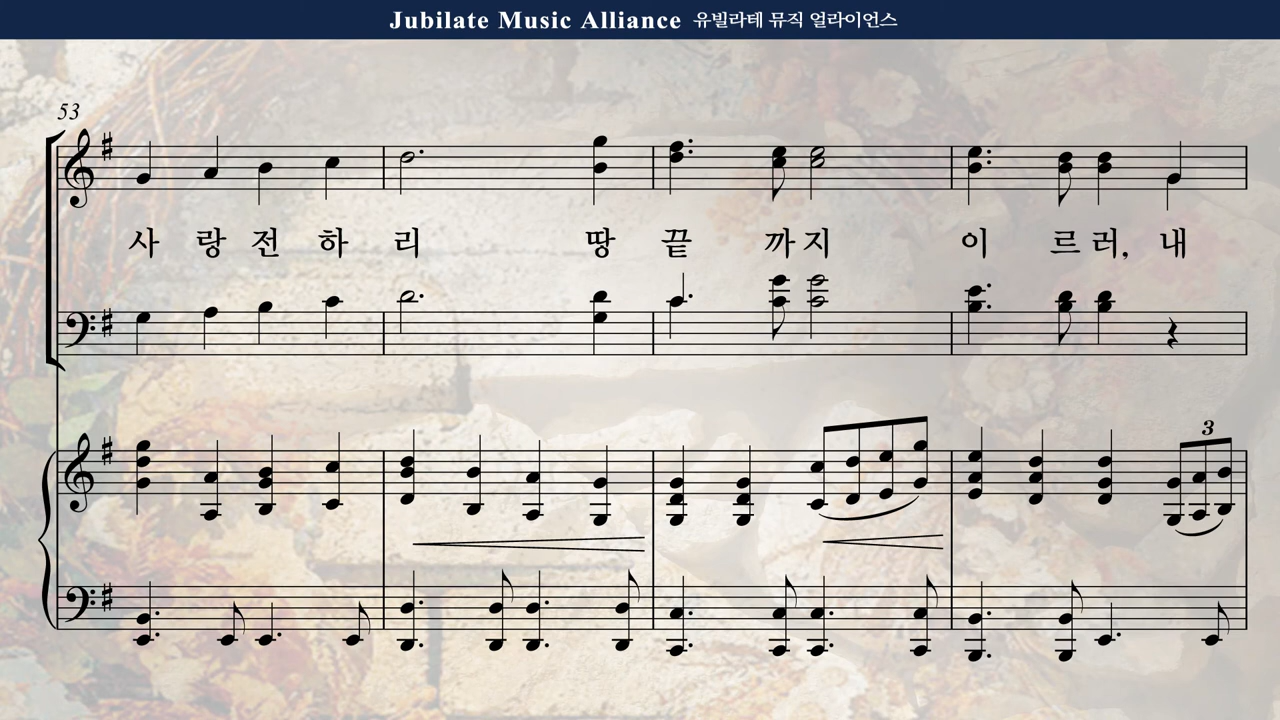 Jubilate Music Alliance 유빌라테 뮤직 얼라이언스
53
사 랑 전 하 리 땅 끝 까 지 이 르 러, 내
3